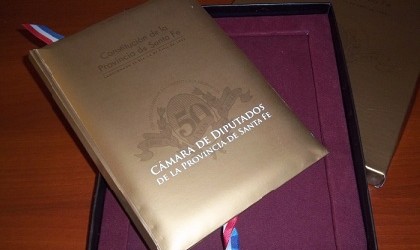 Constitución de la
Provincia de Santa Fe
50
CÁMARA DE DIPUTADOS
DE LA PROVINCIA DE SANTA FE